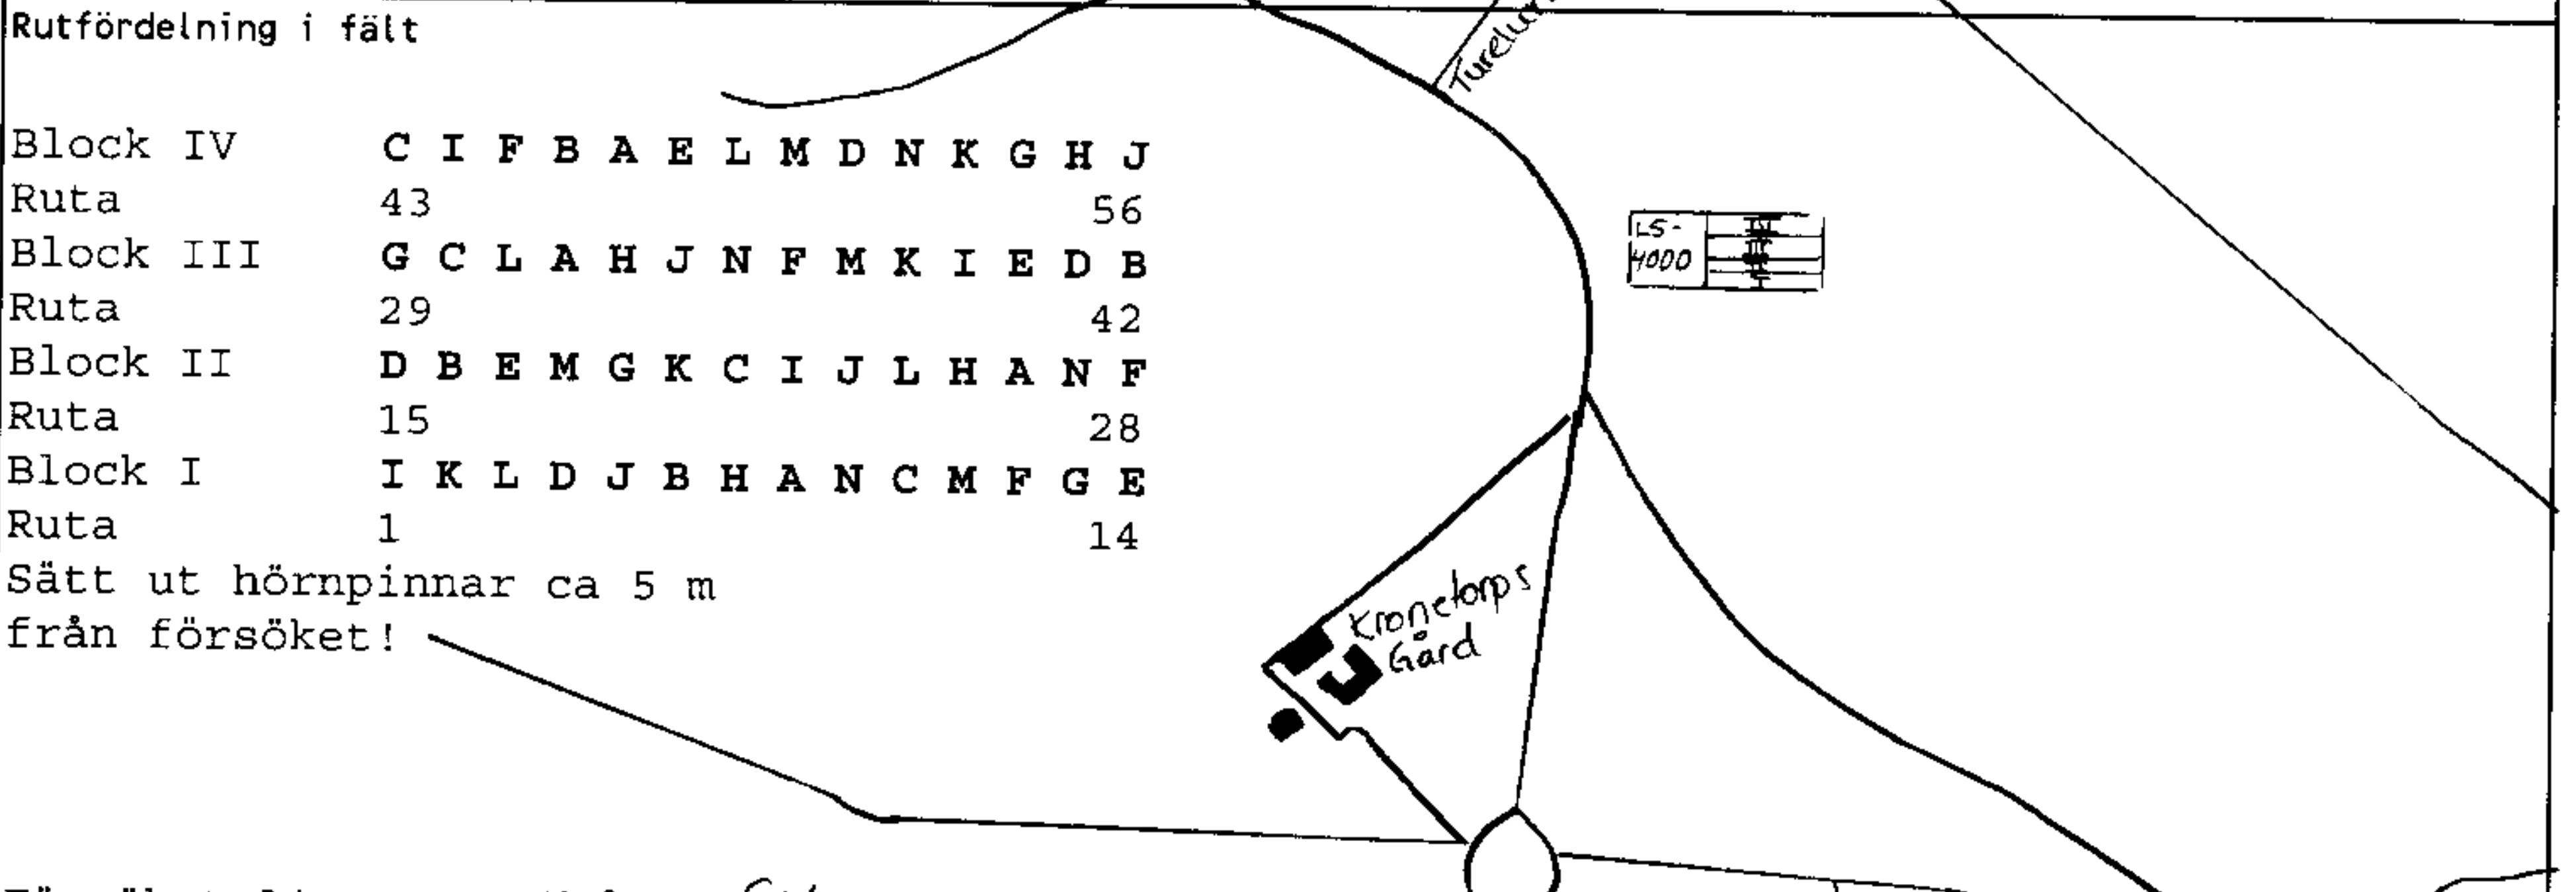 Rutfördelning i fält
Block IV C I F B A E L M D N K G H J
Ruta 43 56
Block III G C L A H J N F M K I E D B
Ruta 29 42
Block II D B E M G K C I J L H A N F
Ruta 15 28
Block I I K L D J B H A N C M F G E
Ruta 1 14
Sätt ut hörnpinnar ca 5 m
från försöket!
L5-
4000
Kronetorps
Gård